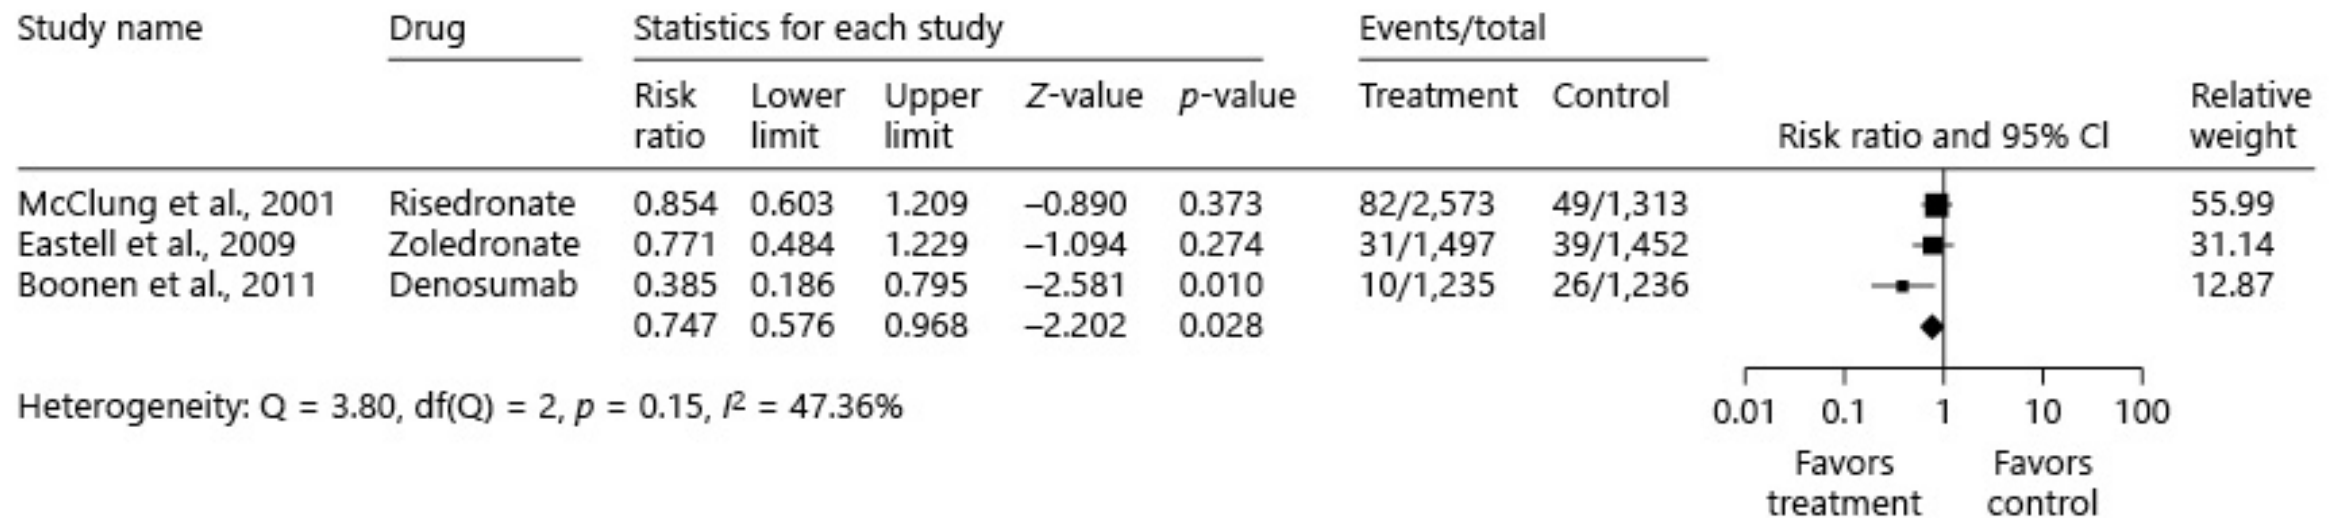 Study name Drug Statistics for each study Events/total
Risk ratio Lower limit Upper limit Z-value p-value Treatment Control Risk ratio and 95% CI Relative weight
McClung et al., 2001 Risedronate 0.854 0.603 1.209 –0.890 0.373 82/2,573 49/1,313 55.99
Eastell et al., 2009 Zoledronate 0.771 0.484 1.229 –1.094 0.274 31/1,497 39/1,452 31.14
Boonen et al., 2011 Denosumab 0.385 0.186 0.795 –2.581 0.010 10/1,235 26/1,236 12.87
0.747 0.576 0.968 –2.202 0.028
Heterogeneity: Q = 3.80, df(Q) = 2, p = 0.15, I² = 47.36%
0.01 0.1 1 10 100
Favors treatment Favors control